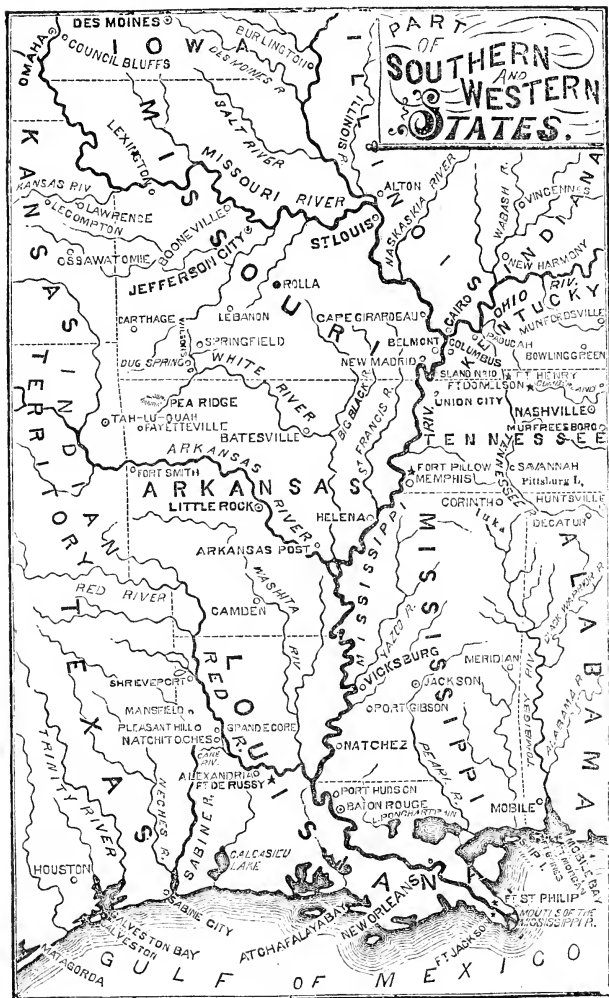 PART
OF
SOUTHERN
AND
WESTERN
STATES.
DES MOINES
OMAHA
COUNCIL BLUFFS
IOWA
BURLINGTON
DES MOINES R.
ILLINOIS R.
ILLINOIS
SALT RIVER
LEXINGTON
MISSOURI RIVER
MISSOURI
ALTON
KASKASKIA RIVER
WABASH R.
VINCENNES
INDIANA
KANSAS
KANSAS RIV
LAWRENCE
LECOMPTON
BOONEVILLE
ST LOUIS
OSSAWATOMIE
JEFFERSON CITY
NEW HARMONY
ROLLA
CAIRO
OHIO RIV.
KENTUCKY
CARTHAGE
LEBANON
CAPE GIRARDEAU
PADUCAH
MUNFORDSVILLE
SPRINGFIELD
BELMONT
COLUMBUS
DUG SPRING
NEW MADRID
BOWLING GREEN
WHITE RIVER
ISLAND NO 10
FT HENRY
FT DONELSON
PEA RIDGE
BIG BLACK R.
ST FRANCIS R.
UNION CITY
NASHVILLE
TAH-LU-QUAH
FAYETTEVILLE
MURFREESBORO
BATESVILLE
TENNESSEE
INDIAN TERRITORY
ARKANSAS RIVER
FORT SMITH
FORT PILLOW
SAVANNAH
MEMPHIS
Pittsburg L,
TENNESSEE
ARKANSAS
LITTLE ROCK
CORINTH
HUNTSVILLE
HELENA
Iuka
DECATUR
ARKANSAS POST
MISSISSIPPI RIV.
MISSISSIPPI
ALABAMA
WASHITA RIV
RED RIVER
CAMDEN
YAZOO R.
BLACK WARRIOR R.
TEXAS
LOUISIANA
VICKSBURG
MERIDIAN
SHREVEPORT
RED R.
JACKSON
MANSFIELD
PORT GIBSON
PLEASANT HILL
GRAND ECORE
NATCHITOCHES
CANE RIV.
NATCHEZ
PEARL R.
ALABAMA R.
TRINITY RIVER
NECHES R.
SABINE R.
ALEXANDRIA
FT DE RUSSY
PORT HUDSON
BATON ROUGE
MOBILE
MOBILE BAY
HOUSTON
CALCASICU
LAKE
NEW ORLEANS
FT ST PHILIP
SABINE CITY
ATCHAFALAYA BAY
MOUTHS OF THE
MISSISSIPPI R.
GALVESTON BAY
GALVESTON
FT JACKSO
MATAGORDA
GULF OF MEXICO